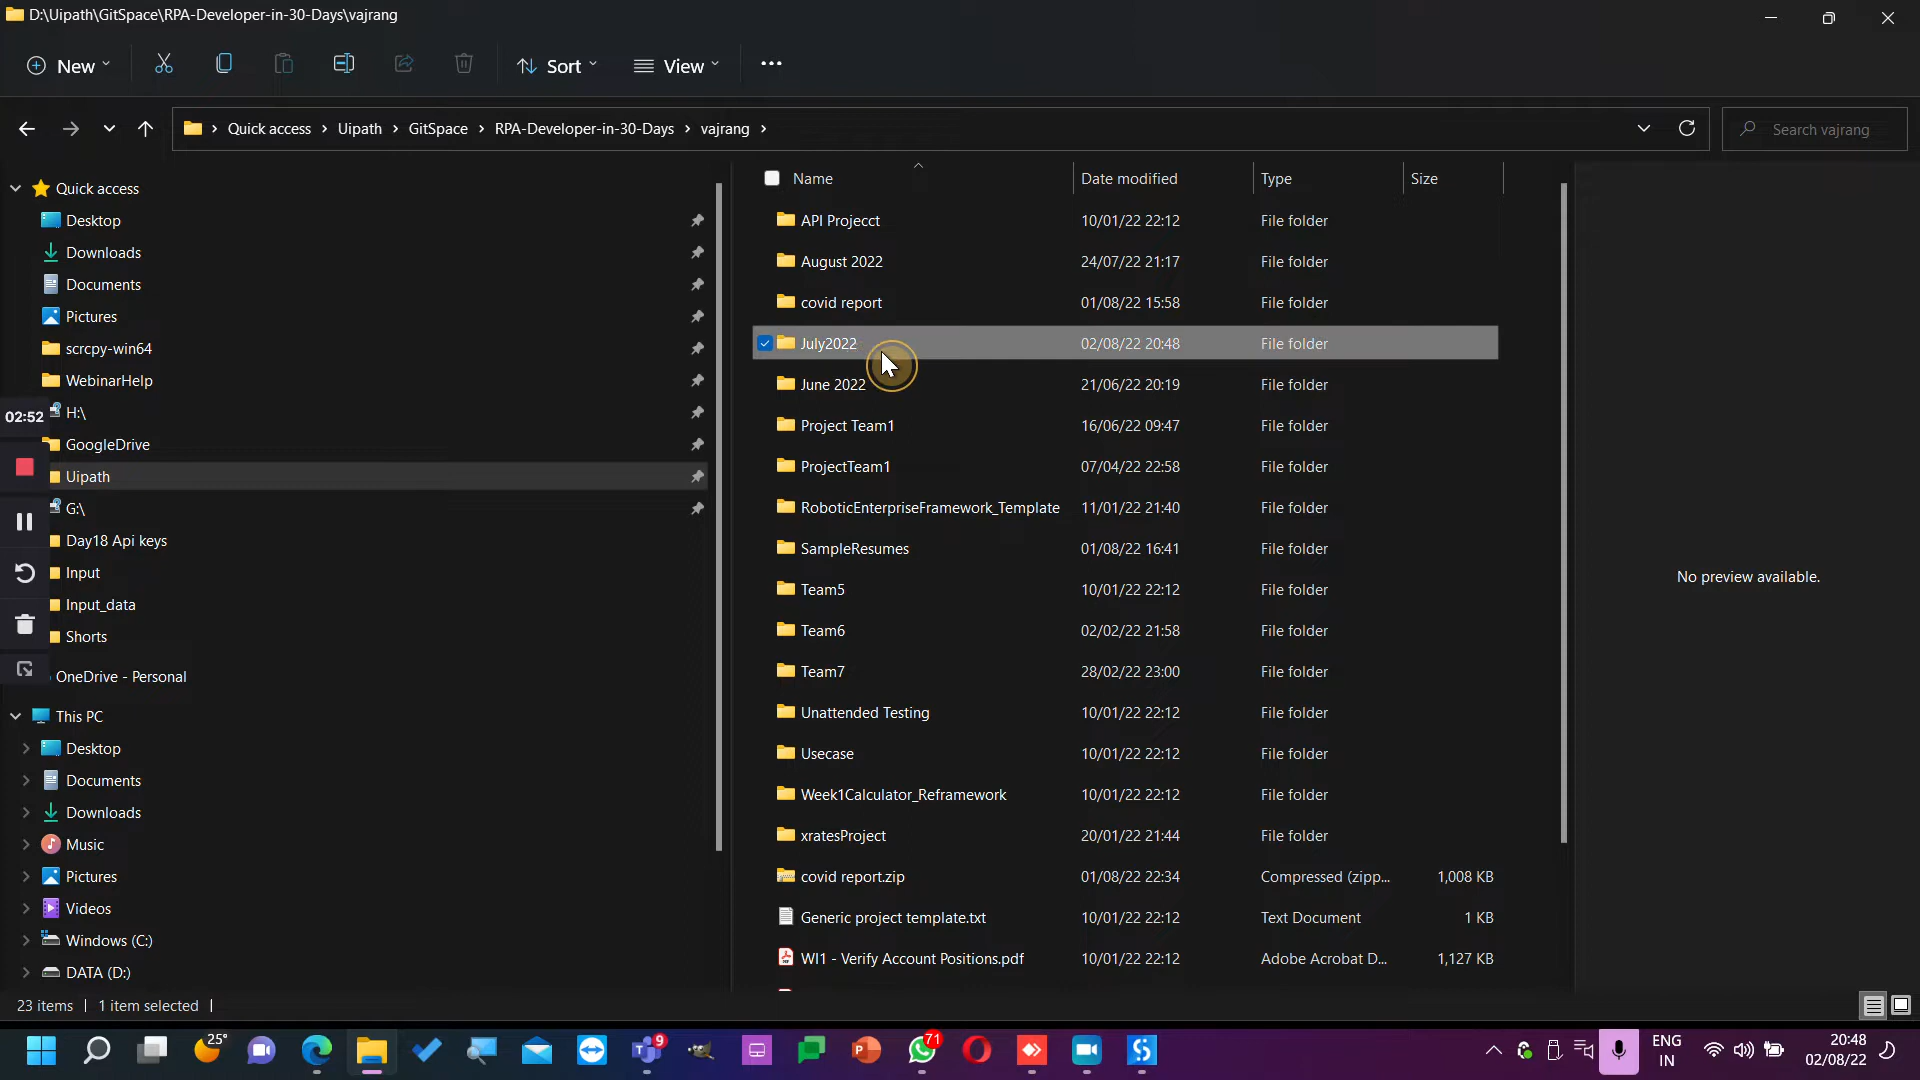 D:\Uipath\GitSpace\RPA-Developer-in-30-Days\vajrang
New
Sort
View
Quick access
Uipath
GitSpace
RPA-Developer-in-30-Days
vajrang
Search vajrang
Quick access
Desktop
Downloads
Documents
Pictures
scrcpy-win64
WebinarHelp
H:\
GoogleDrive
Uipath
G:\
Day18 Api keys
Input
Input_data
Shorts
OneDrive - Personal
This PC
Desktop
Documents
Downloads
Music
Pictures
Videos
Windows (C:)
DATA (D:)
02:52
Name Date modified Type Size
API Projecct 10/01/22 22:12 File folder
August 2022 24/07/22 21:17 File folder
covid report 01/08/22 15:58 File folder
July2022 02/08/22 20:48 File folder
June 2022 21/06/22 20:19 File folder
Project Team1 16/06/22 09:47 File folder
ProjectTeam1 07/04/22 22:58 File folder
RoboticEnterpriseFramework_Template 11/01/22 21:40 File folder
SampleResumes 01/08/22 16:41 File folder
Team5 10/01/22 22:12 File folder
Team6 02/02/22 21:58 File folder
Team7 28/02/22 23:00 File folder
Unattended Testing 10/01/22 22:12 File folder
Usecase 10/01/22 22:12 File folder
Week1Calculator_Reframework 10/01/22 22:12 File folder
xratesProject 20/01/22 21:44 File folder
covid report.zip 01/08/22 22:34 Compressed (zipp... 1,008 KB
Generic project template.txt 10/01/22 22:12 Text Document 1 KB
WI1 - Verify Account Positions.pdf 10/01/22 22:12 Adobe Acrobat D... 1,127 KB
No preview available.
23 items | 1 item selected |
25°
9
71
ENG
IN
20:48
02/08/22